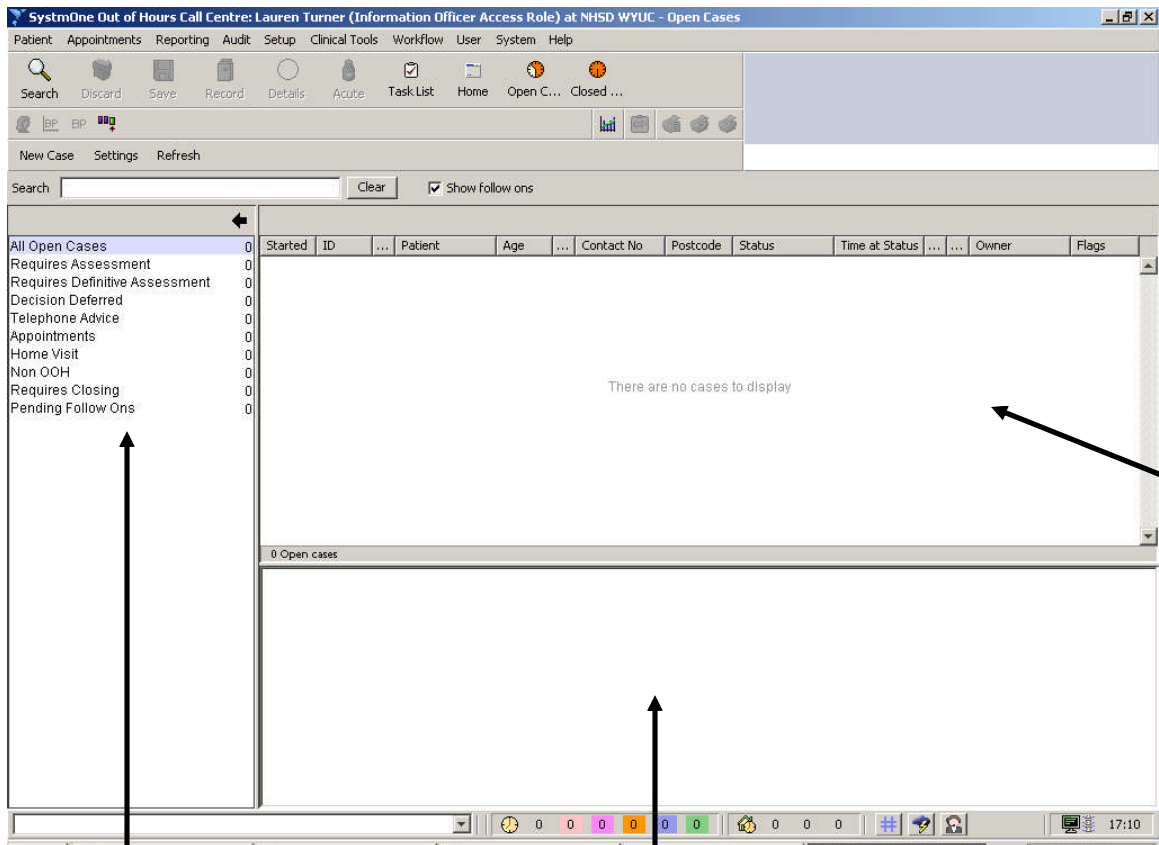 SystmOne Out of Hours Call Centre: Lauren Turner (Information Officer Access Role) at NHSD WYUC - Open Cases
Patient Appointments Reporting Audit Setup Clinical Tools Workflow User System Help
Search Discard Save Record Details Acute Task List Home Open C... Closed ...
BP BP
New Case Settings Refresh
Search Clear Show follow ons
All Open Cases 0
Requires Assessment 0
Requires Definitive Assessment 0
Decision Deferred 0
Telephone Advice 0
Appointments 0
Home Visit 0
Non OOH 0
Requires Closing 0
Pending Follow Ons 0
Started ID ... Patient Age ... Contact No Postcode Status Time at Status ... ... Owner Flags
There are no cases to display
0 Open cases
0 0 0 0 0 0 0 0 0 17:10